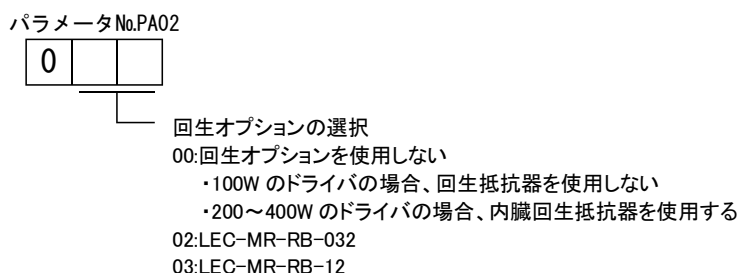 パラメータNo.PA02
0
回生オプションの選択
00:回生オプションを使用しない
・100W のドライバの場合、回生抵抗器を使用しない
・200～400W のドライバの場合、内臓回生抵抗器を使用する
02:LEC-MR-RB-032
03:LEC-MR-RB-12